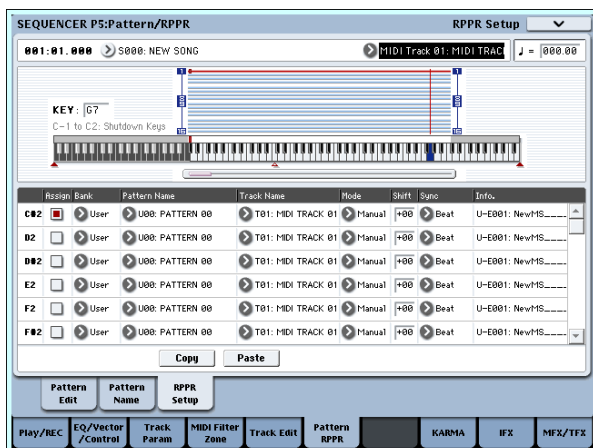 SEQUENCER P5:Pattern/RPPR RPPR Setup
001:01.000 S000: NEW SONG MIDI Track 01: MIDI TRAC ♩ = 000.00
1 1
KEY: G7
C-1 to C2: Shutdown Keys
16 16
Assign Bank Pattern Name Track Name Mode Shift Sync Info.
C#2 User U00: PATTERN 00 T01: MIDI TRACK 01 Manual +00 Beat U-E001: NewMS____
D2 User U00: PATTERN 00 T01: MIDI TRACK 01 Manual +00 Beat U-E001: NewMS____
D#2 User U00: PATTERN 00 T01: MIDI TRACK 01 Manual +00 Beat U-E001: NewMS____
E2 User U00: PATTERN 00 T01: MIDI TRACK 01 Manual +00 Beat U-E001: NewMS____
F2 User U00: PATTERN 00 T01: MIDI TRACK 01 Manual +00 Beat U-E001: NewMS____
F#2 User U00: PATTERN 00 T01: MIDI TRACK 01 Manual +00 Beat U-E001: NewMS____
Copy Paste
Pattern Edit Pattern Name RPPR Setup
Play/REC EQ/Vector /Control Track Param MIDI Filter Zone Track Edit Pattern RPPR KARMA IFX MFX/TFX